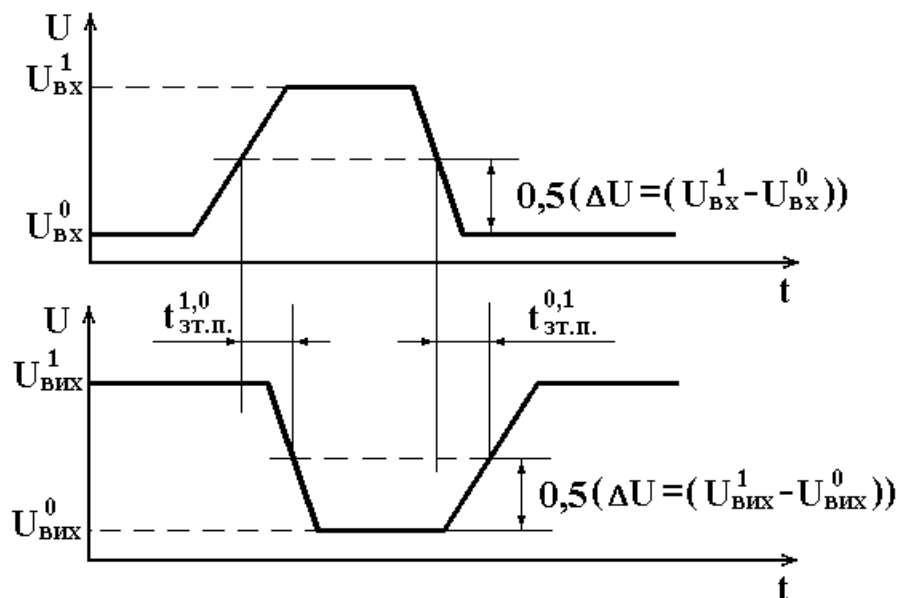 U
U¹вх
0,5(ΔU=(U¹вх-U⁰вх))
U⁰вх
t
t¹,⁰зт.п.
t⁰,¹зт.п.
U
U¹вих
0,5(ΔU=(U¹вих-U⁰вих))
U⁰вих
t